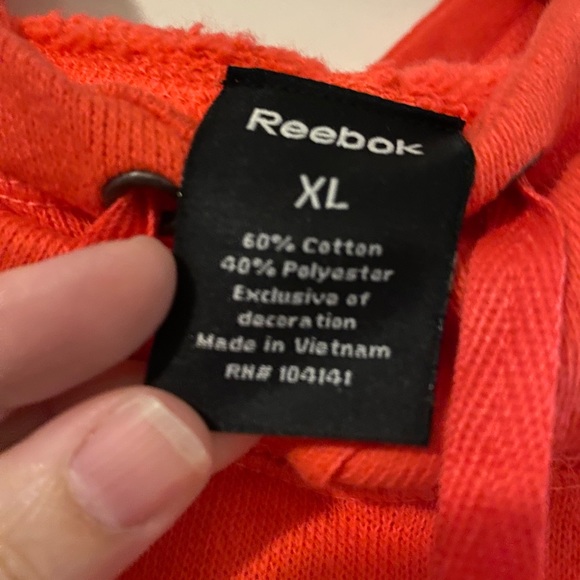 Reebok
XL
60% Cotton
40% Polyester
Exclusive of
decoration
Made in Vietnam
RN# 104141